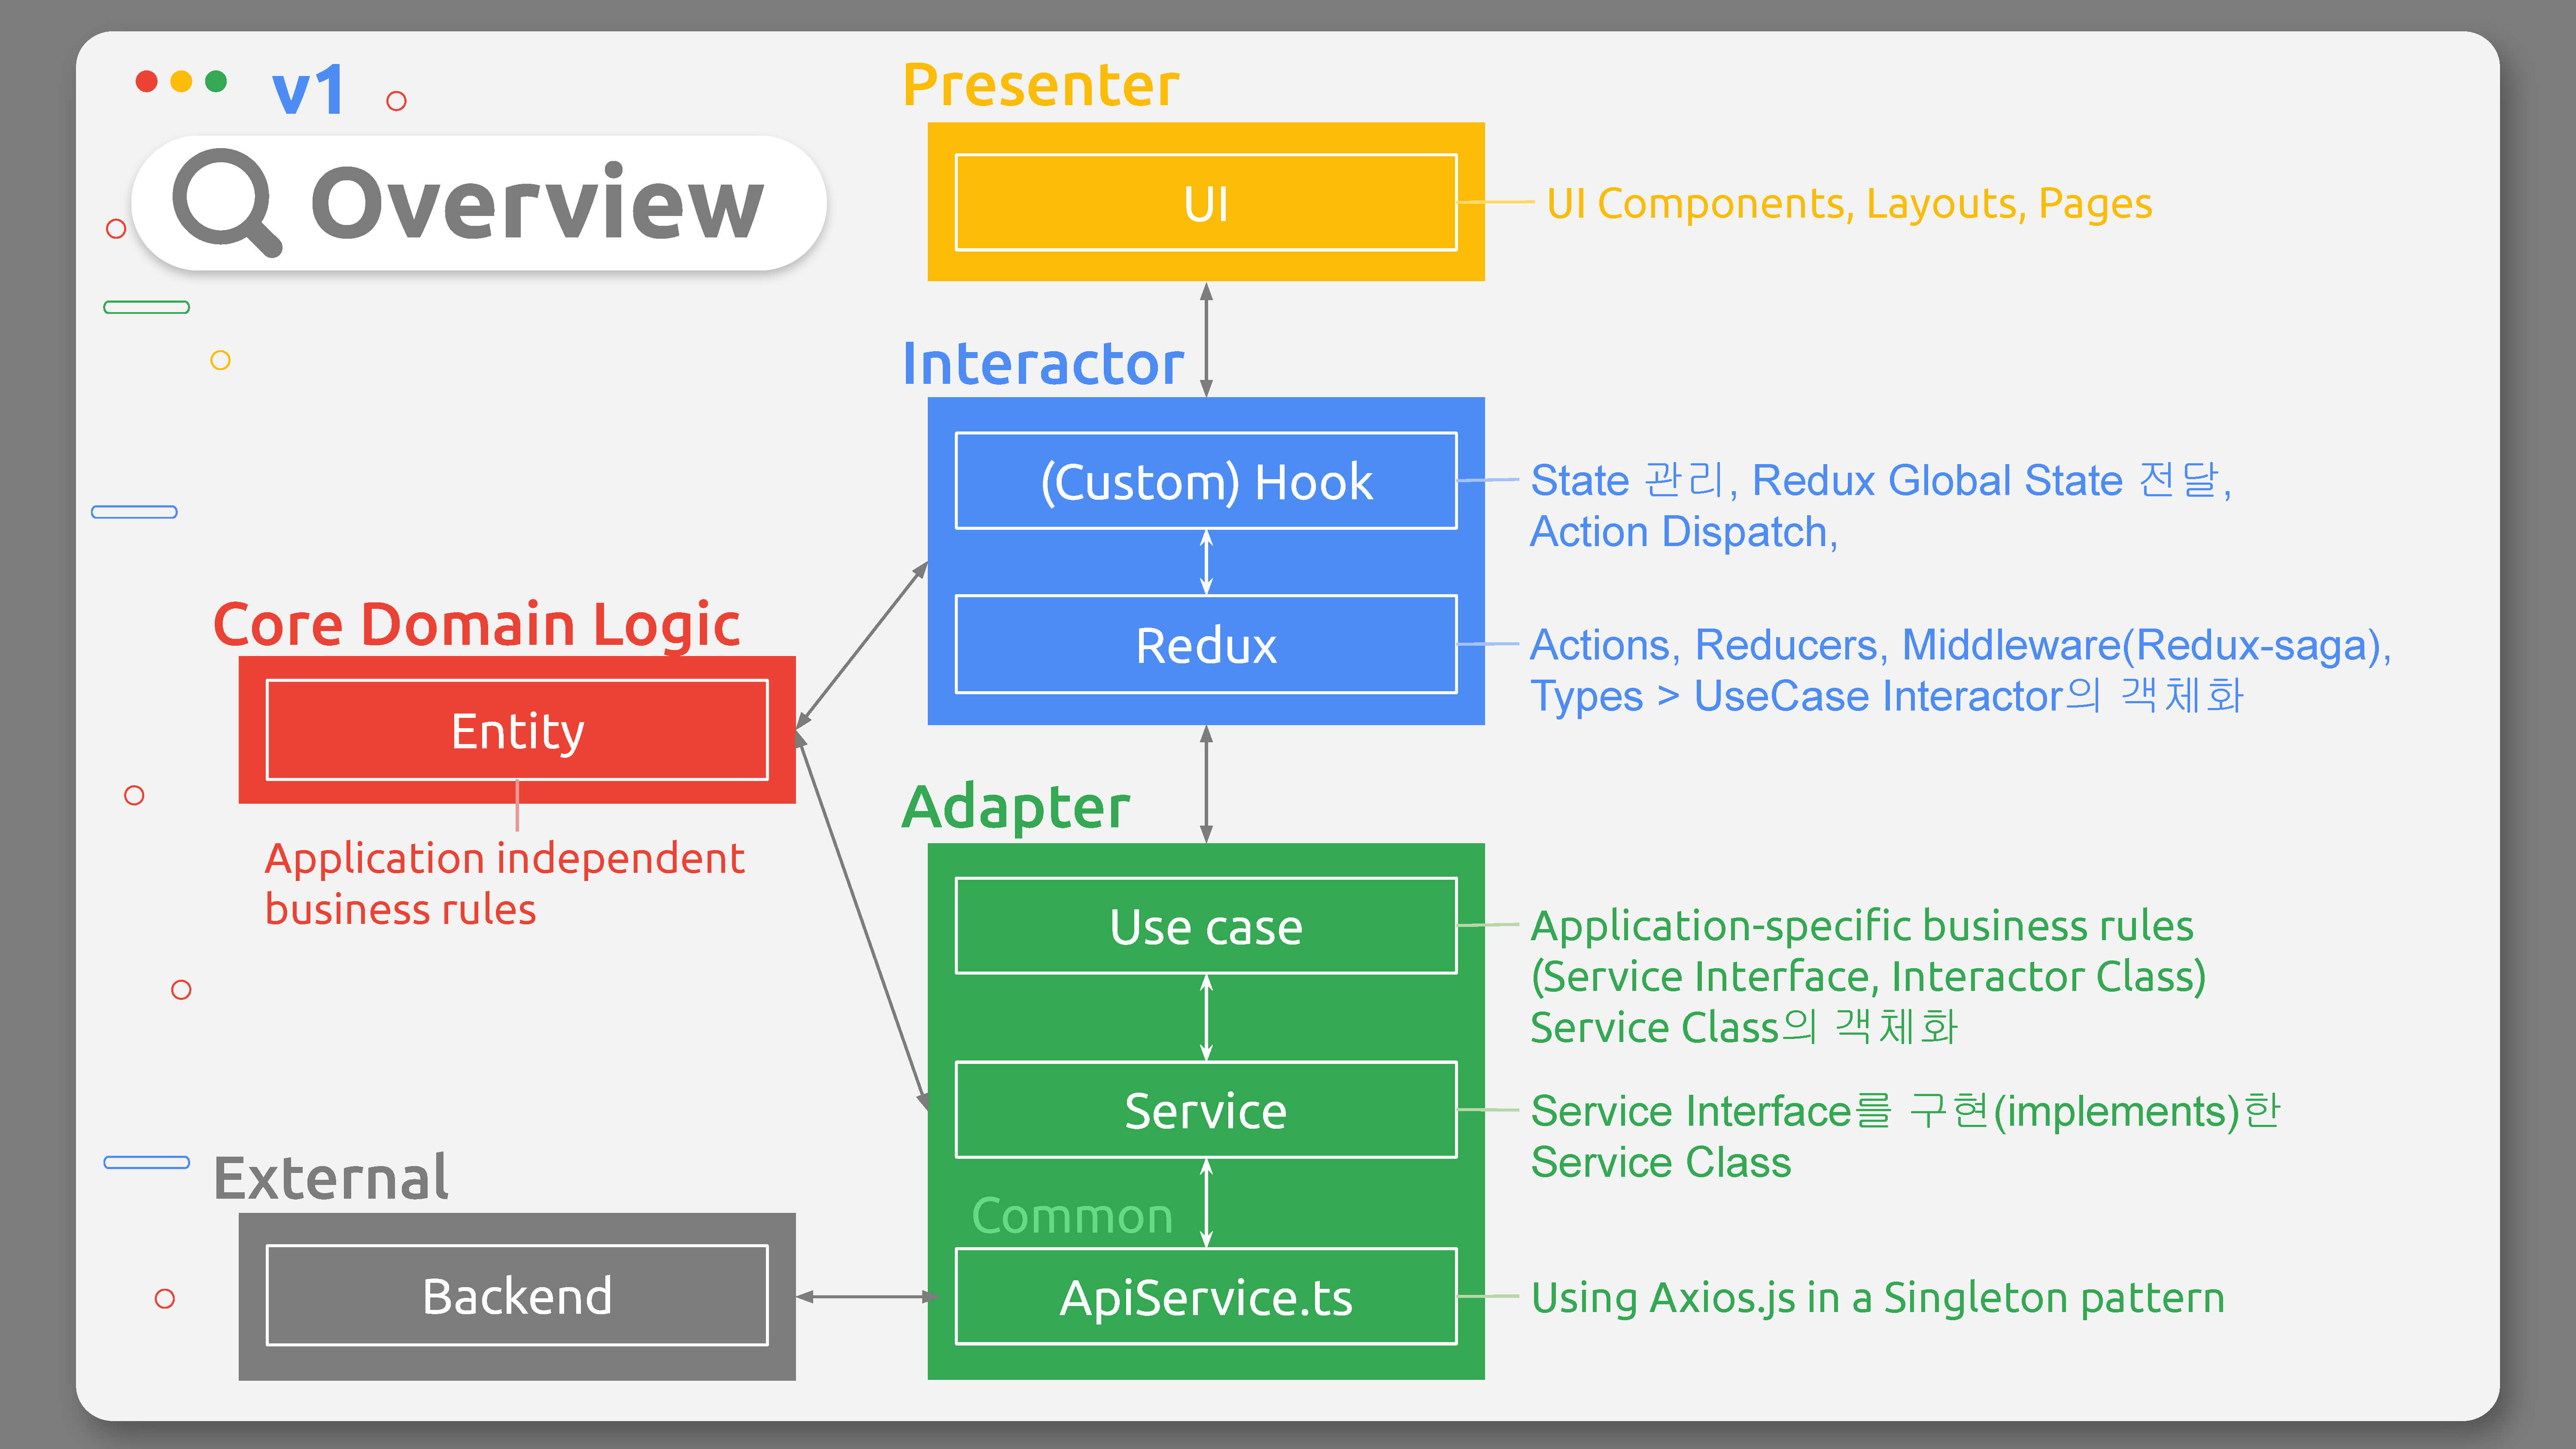 v1
Overview
Presenter
UI
UI Components, Layouts, Pages
Interactor
(Custom) Hook
State 관리, Redux Global State 전달,
Action Dispatch,
Redux
Actions, Reducers, Middleware(Redux-saga),
Types > UseCase Interactor의 객체화
Core Domain Logic
Entity
Application independent
business rules
Adapter
Use case
Application-specific business rules
(Service Interface, Interactor Class)
Service Class의 객체화
Service
Service Interface를 구현(implements)한
Service Class
Common
ApiService.ts
Using Axios.js in a Singleton pattern
External
Backend